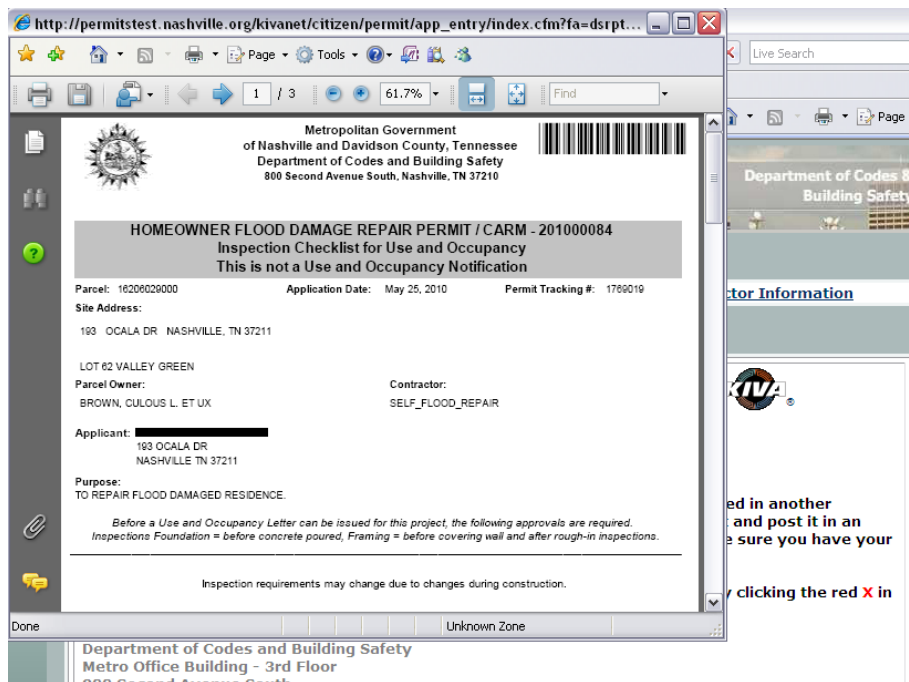 http://permitstest.nashville.org/kivanet/citizen/permit/app_entry/index.cfm?fa=dsrpt...
Page
Tools
1 / 3
61.7%
Find
Metropolitan Government
of Nashville and Davidson County, Tennessee
Department of Codes and Building Safety
800 Second Avenue South, Nashville, TN 37210
HOMEOWNER FLOOD DAMAGE REPAIR PERMIT / CARM - 201000084
Inspection Checklist for Use and Occupancy
This is not a Use and Occupancy Notification
Parcel: 16206029000 Application Date: May 25, 2010 Permit Tracking #: 1769019
Site Address:
193 OCALA DR NASHVILLE, TN 37211
LOT 62 VALLEY GREEN
Parcel Owner: Contractor:
BROWN, CULOUS L. ET UX SELF_FLOOD_REPAIR
Applicant:
193 OCALA DR
NASHVILLE TN 37211
Purpose:
TO REPAIR FLOOD DAMAGED RESIDENCE.
Before a Use and Occupancy Letter can be issued for this project, the following approvals are required.
Inspections Foundation = before concrete poured, Framing = before covering wall and after rough-in inspections.
Inspection requirements may change due to changes during construction.
Done Unknown Zone
Live Search
Page
Department of Codes &
Building Safety
ctor Information
KIVA
ed in another
and post it in an
e sure you have your
y clicking the red X in
Department of Codes and Building Safety
Metro Office Building - 3rd Floor
800 Second Avenue South